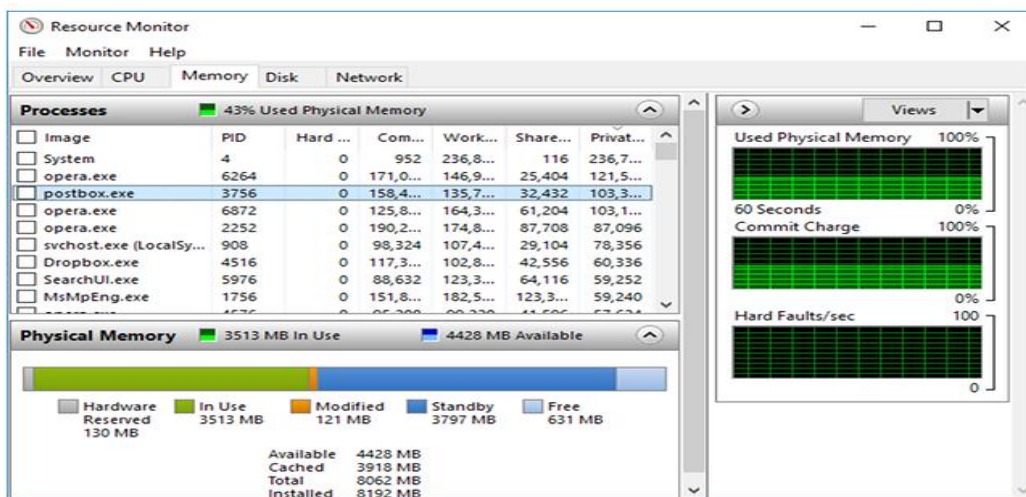 Resource Monitor
File Monitor Help
Overview CPU Memory Disk Network
Processes 43% Used Physical Memory
Image PID Hard ... Com... Work... Share... Privat...
System 4 0 952 236,8... 116 236,7...
opera.exe 6264 0 171,0... 146,9... 25,404 121,5...
postbox.exe 3756 0 158,4... 135,7... 32,432 103,3...
opera.exe 6872 0 125,8... 164,3... 61,204 103,1...
opera.exe 2252 0 190,2... 174,8... 87,708 87,096
svchost.exe (LocalSy... 908 0 98,324 107,4... 29,104 78,356
Dropbox.exe 4516 0 117,3... 102,8... 42,556 60,336
SearchUI.exe 5976 0 88,632 123,3... 64,116 59,252
MsMpEng.exe 1756 0 151,8... 182,5... 123,3... 59,240
Physical Memory 3513 MB In Use 4428 MB Available
Hardware Reserved 130 MB
In Use 3513 MB
Modified 121 MB
Standby 3797 MB
Free 631 MB
Available 4428 MB
Cached 3918 MB
Total 8062 MB
Installed 8192 MB
Views
Used Physical Memory 100%
60 Seconds 0%
Commit Charge 100%
0%
Hard Faults/sec 100
0